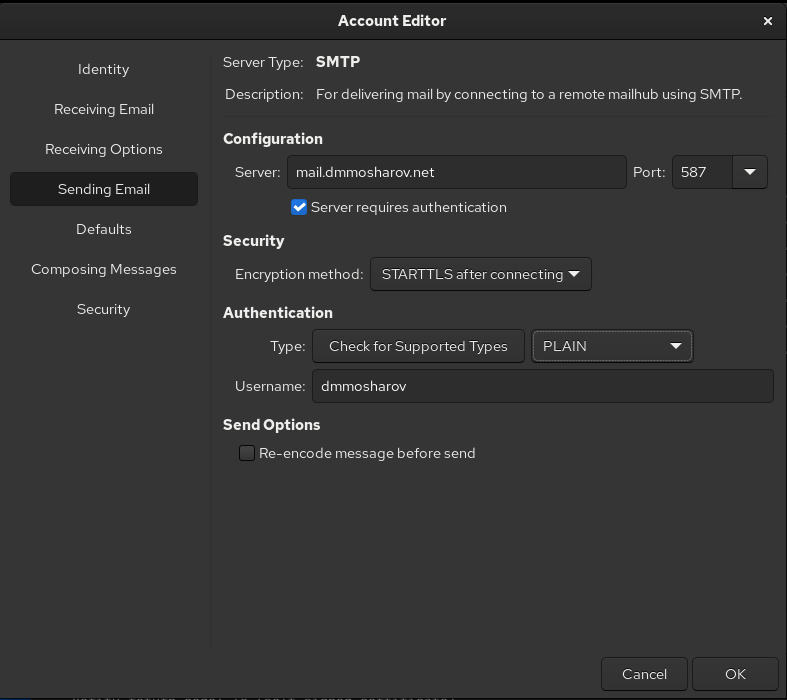 Account Editor
Identity
Receiving Email
Receiving Options
Sending Email
Defaults
Composing Messages
Security
Server Type: SMTP
Description: For delivering mail by connecting to a remote mailhub using SMTP.
Configuration
Server: mail.dmmosharov.net Port: 587
Server requires authentication
Security
Encryption method: STARTTLS after connecting
Authentication
Type: Check for Supported Types PLAIN
Username: dmmosharov
Send Options
Re-encode message before send
Cancel OK